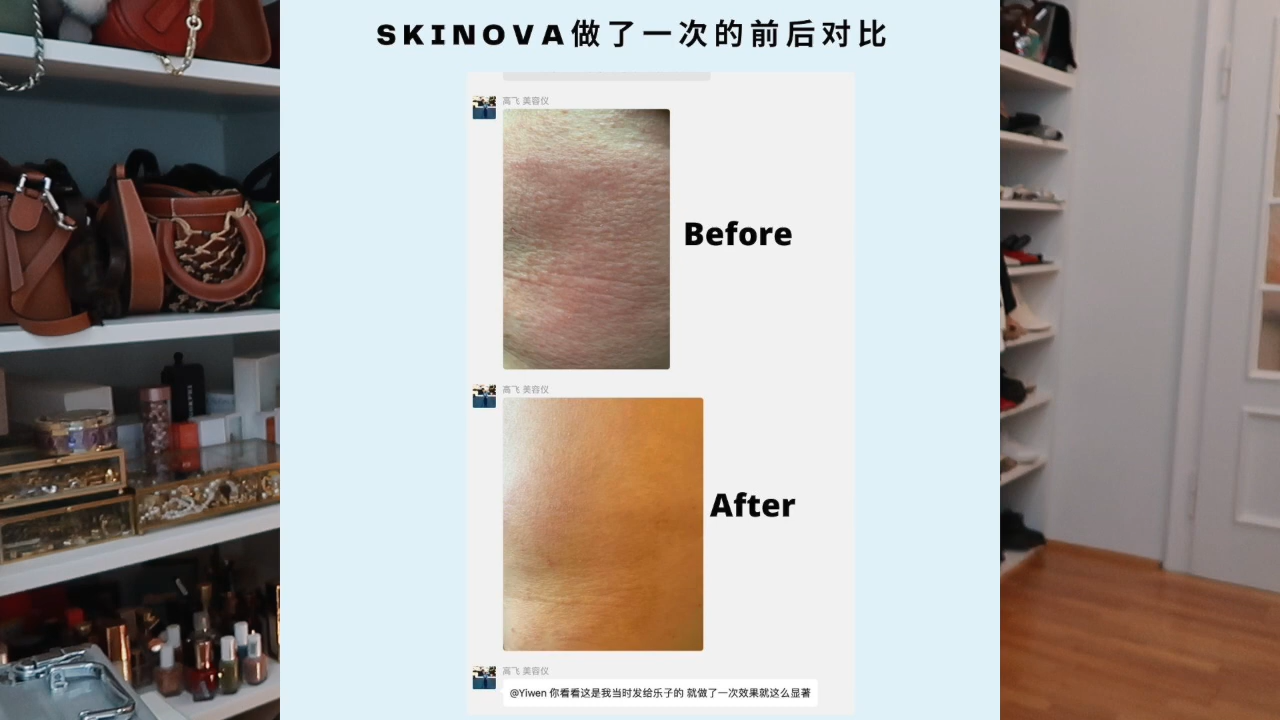 SKINOVA做了一次的前后对比
高飞 美容仪
Before
高飞 美容仪
After
高飞 美容仪
@Yiwen 你看看这是我当时发给乐子的 就做了一次效果就这么显著